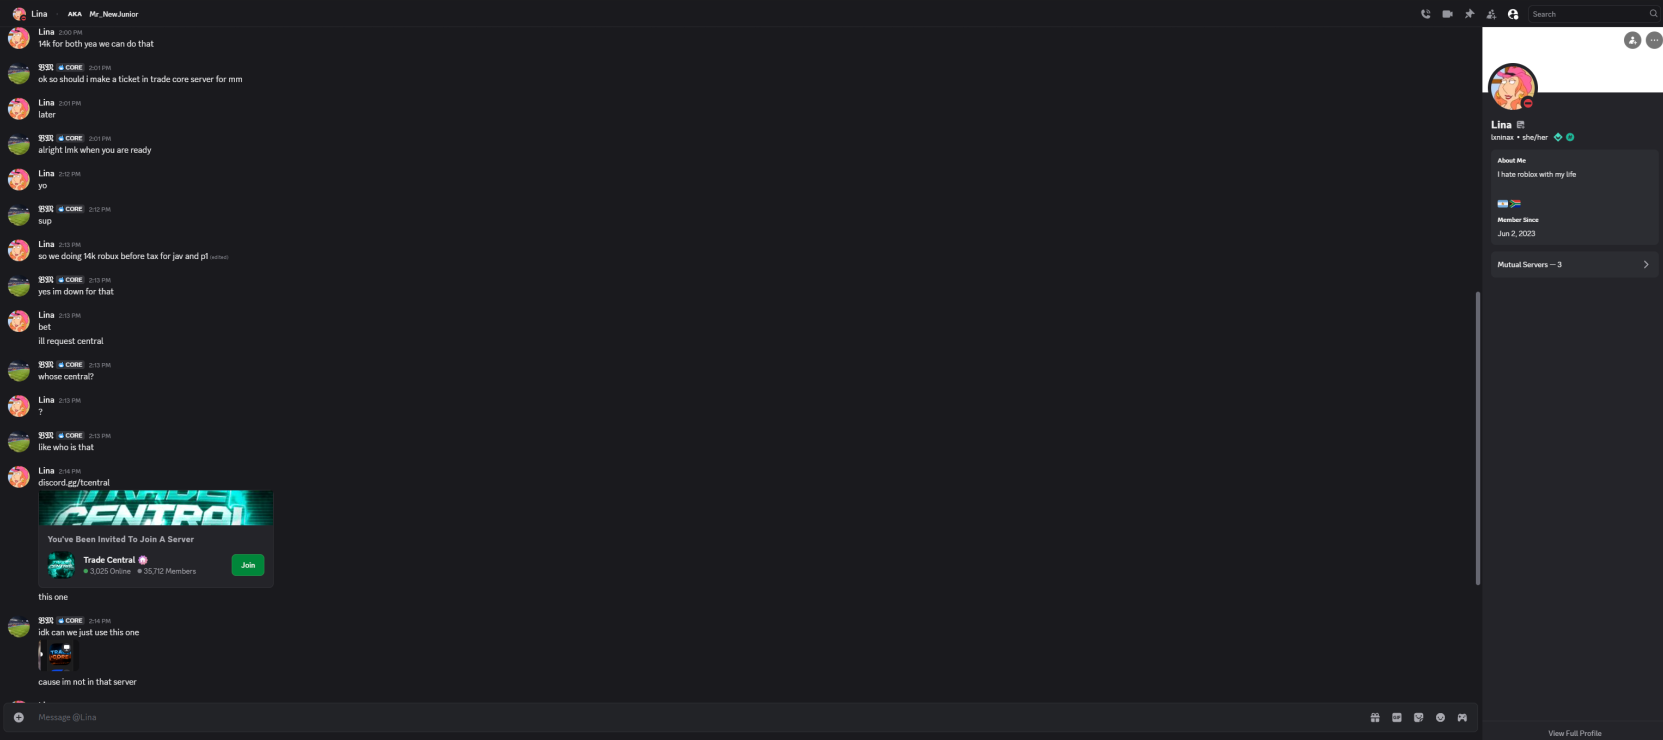 Lina AKA Mr_NewJunior
Search
Lina 2:00 PM
14k for both yea we can do that
𝕭𝕽 CORE 2:01 PM
ok so should i make a ticket in trade core server for mm
Lina 2:01 PM
later
CORE 2:01 PM
alright lmk when you are ready
Lina 2:12 PM
yo
CORE 2:12 PM
sup
Lina 2:13 PM
so we doing 14k robux before tax for jav and p1 (edited)
CORE 2:13 PM
yes im down for that
Lina 2:13 PM
bet
ill request central
CORE 2:13 PM
whose central?
Lina 2:13 PM
?
CORE 2:13 PM
like who is that
Lina 2:14 PM
discord.gg/tcentral
TRADE
CENTRAL
You've Been Invited To Join A Server
Trade Central
3,025 Online 35,712 Members
Join
this one
CORE 2:14 PM
idk can we just use this one
cause im not in that server
Message @Lina
GIF
Lina
lxninax • she/her
About Me
I hate roblox with my life
Member Since
Jun 2, 2023
Mutual Servers — 3
View Full Profile